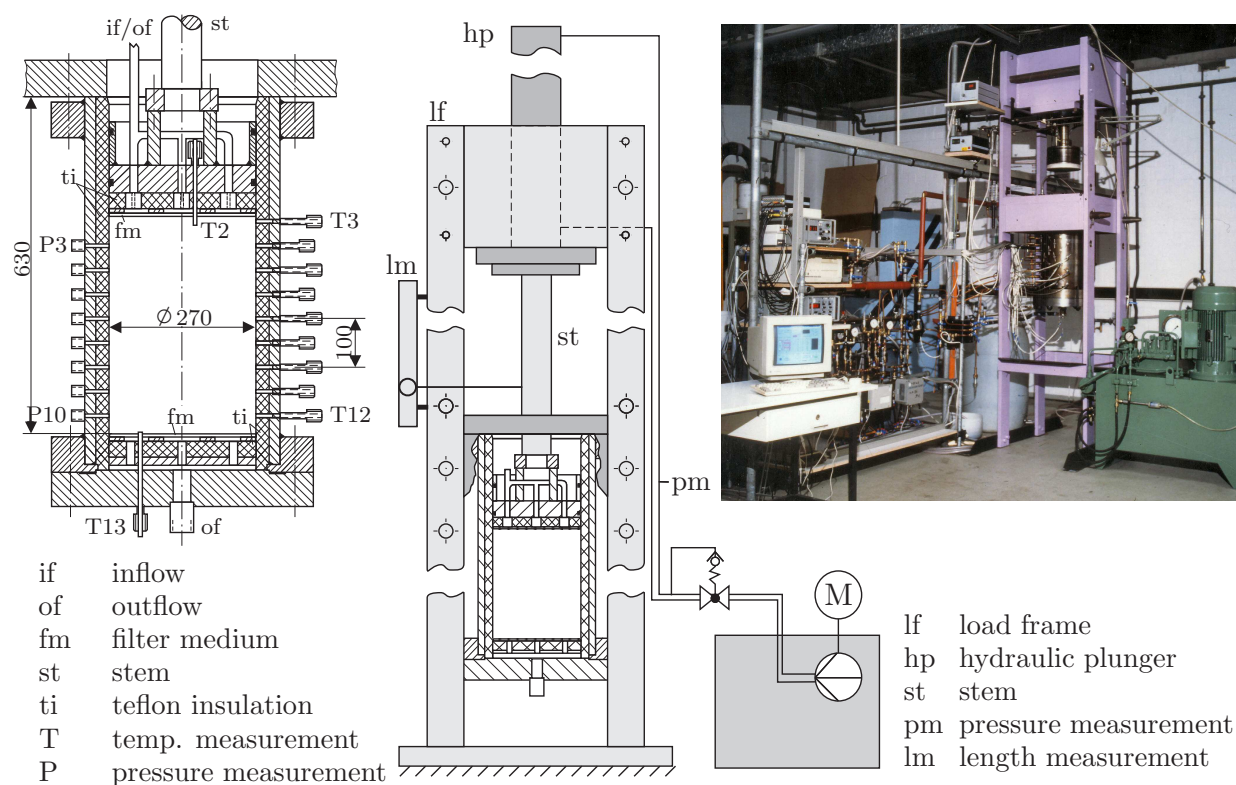 if/of
st
ti
fm
T2
T3
P3
630
⌀ 270
100
P10
T12
fm
ti
T13
of
if inflow
of outflow
fm filter medium
st stem
ti teflon insulation
T temp. measurement
P pressure measurement
hp
lf
lm
st
pm
M
lf load frame
hp hydraulic plunger
st stem
pm pressure measurement
lm length measurement